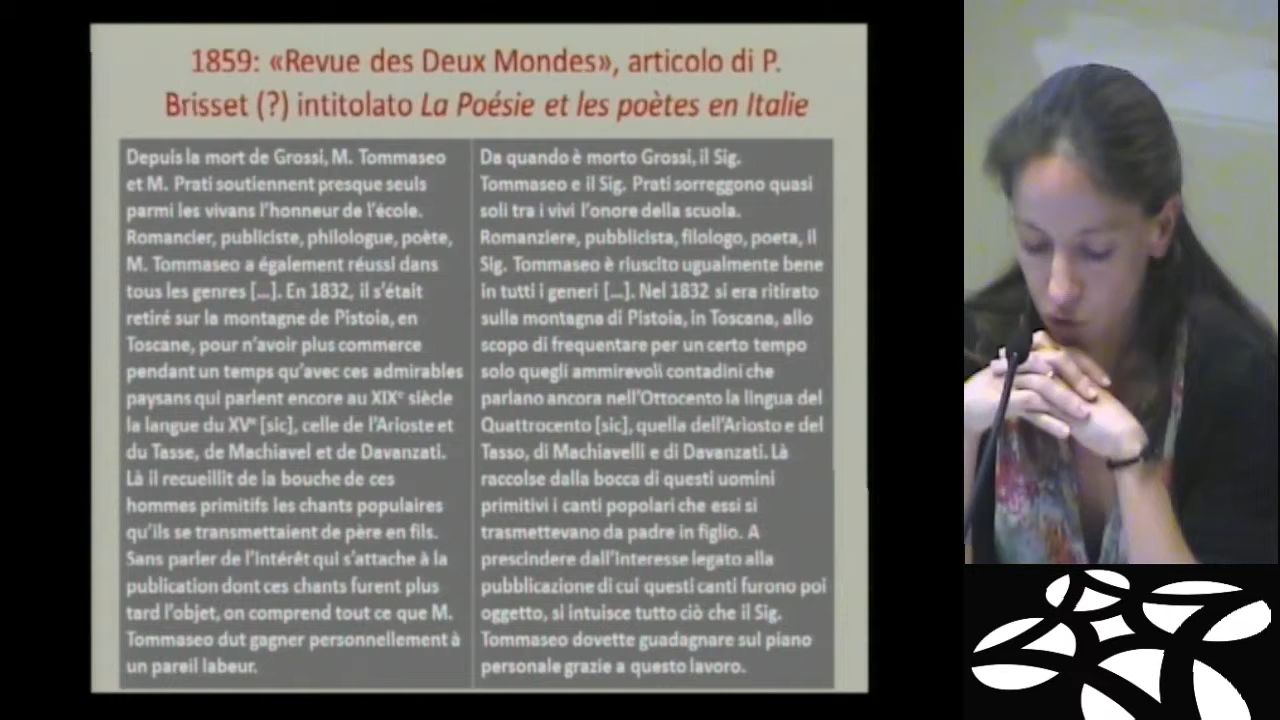 1859: «Revue des Deux Mondes», articolo di P.
Brisset (?) intitolato La Poésie et les poètes en Italie
Depuis la mort de Grossi, M. Tommaseo
et M. Prati soutiennent presque seuls
parmi les vivans l'honneur de l'école.
Romancier, publiciste, philologue, poète,
M. Tommaseo a également réussi dans
tous les genres [...]. En 1832, il s'était
retiré sur la montagne de Pistoia, en
Toscane, pour n'avoir plus commerce
pendant un temps qu'avec ces admirables
paysans qui parlent encore au XIXe siècle
la langue du XVe [sic], celle de l'Arioste et
du Tasse, de Machiavel et de Davanzati.
Là il recueillit de la bouche de ces
hommes primitifs les chants populaires
qu'ils se transmettaient de père en fils.
Sans parler de l'intérêt qui s'attache à la
publication dont ces chants furent plus
tard l'objet, on comprend tout ce que M.
Tommaseo dut gagner personnellement à
un pareil labeur.
Da quando è morto Grossi, il Sig.
Tommaseo e il Sig. Prati sorreggono quasi
soli tra i vivi l'onore della scuola.
Romanziere, pubblicista, filologo, poeta, il
Sig. Tommaseo è riuscito ugualmente bene
in tutti i generi [...]. Nel 1832 si era ritirato
sulla montagna di Pistoia, in Toscana, allo
scopo di frequentare per un certo tempo
solo quegli ammirevoli contadini che
parlano ancora nell'Ottocento la lingua del
Quattrocento [sic], quella dell'Ariosto e del
Tasso, di Machiavelli e di Davanzati. Là
raccolse dalla bocca di questi uomini
primitivi i canti popolari che essi si
trasmettevano da padre in figlio. A
prescindere dall'interesse legato alla
pubblicazione di cui questi canti furono poi
oggetto, si intuisce tutto ciò che il Sig.
Tommaseo dovette guadagnare sul piano
personale grazie a questo lavoro.